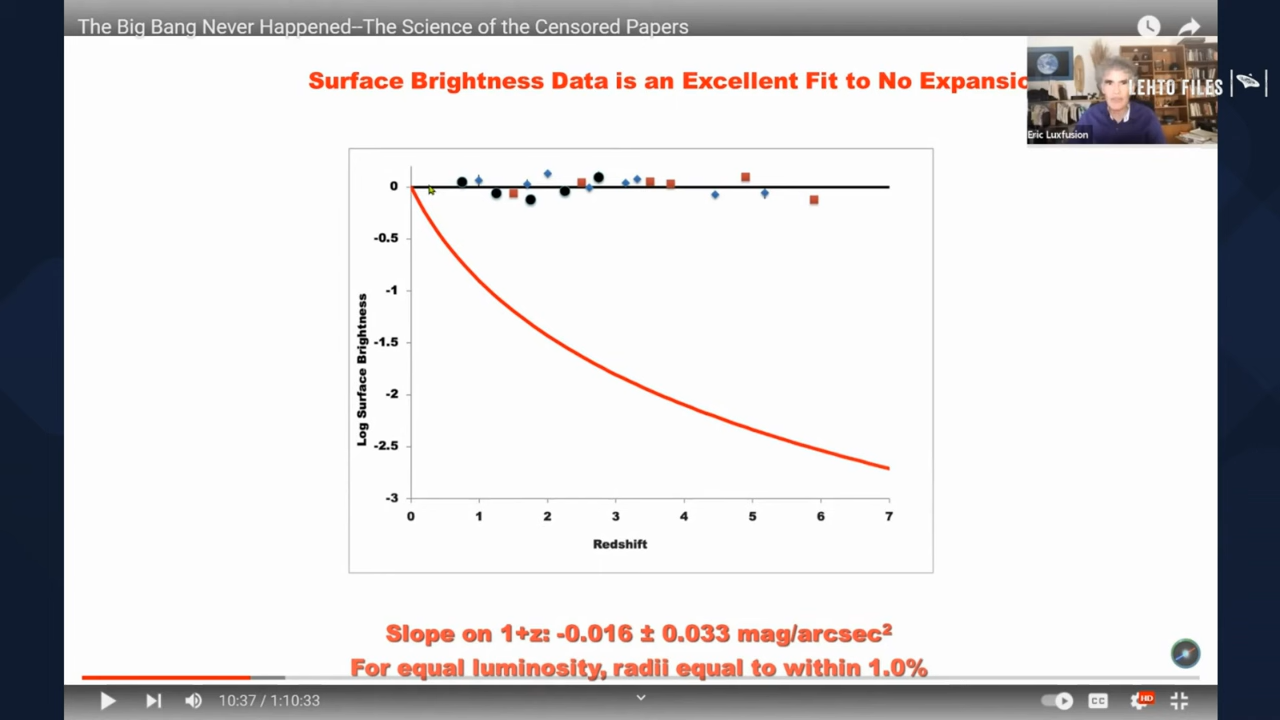 The Big Bang Never Happened--The Science of the Censored Papers
Surface Brightness Data is an Excellent Fit to No Expansio
LEHTO FILES
Eric Luxfusion
0
-0.5
-1
-1.5
-2
-2.5
-3
Log Surface Brightness
0 1 2 3 4 5 6 7
Redshift
Slope on 1+z: -0.016 ± 0.033 mag/arcsec²
For equal luminosity, radii equal to within 1.0%
10:37 / 1:10:33
CC
HD